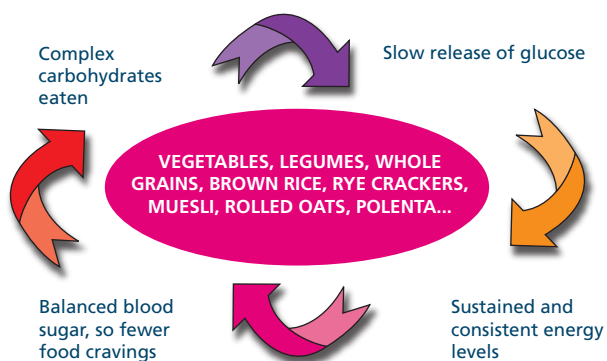 Complex
carbohydrates
eaten
Slow release of glucose
VEGETABLES, LEGUMES, WHOLE
GRAINS, BROWN RICE, RYE CRACKERS,
MUESLI, ROLLED OATS, POLENTA...
Balanced blood
sugar, so fewer
food cravings
Sustained and
consistent energy
levels